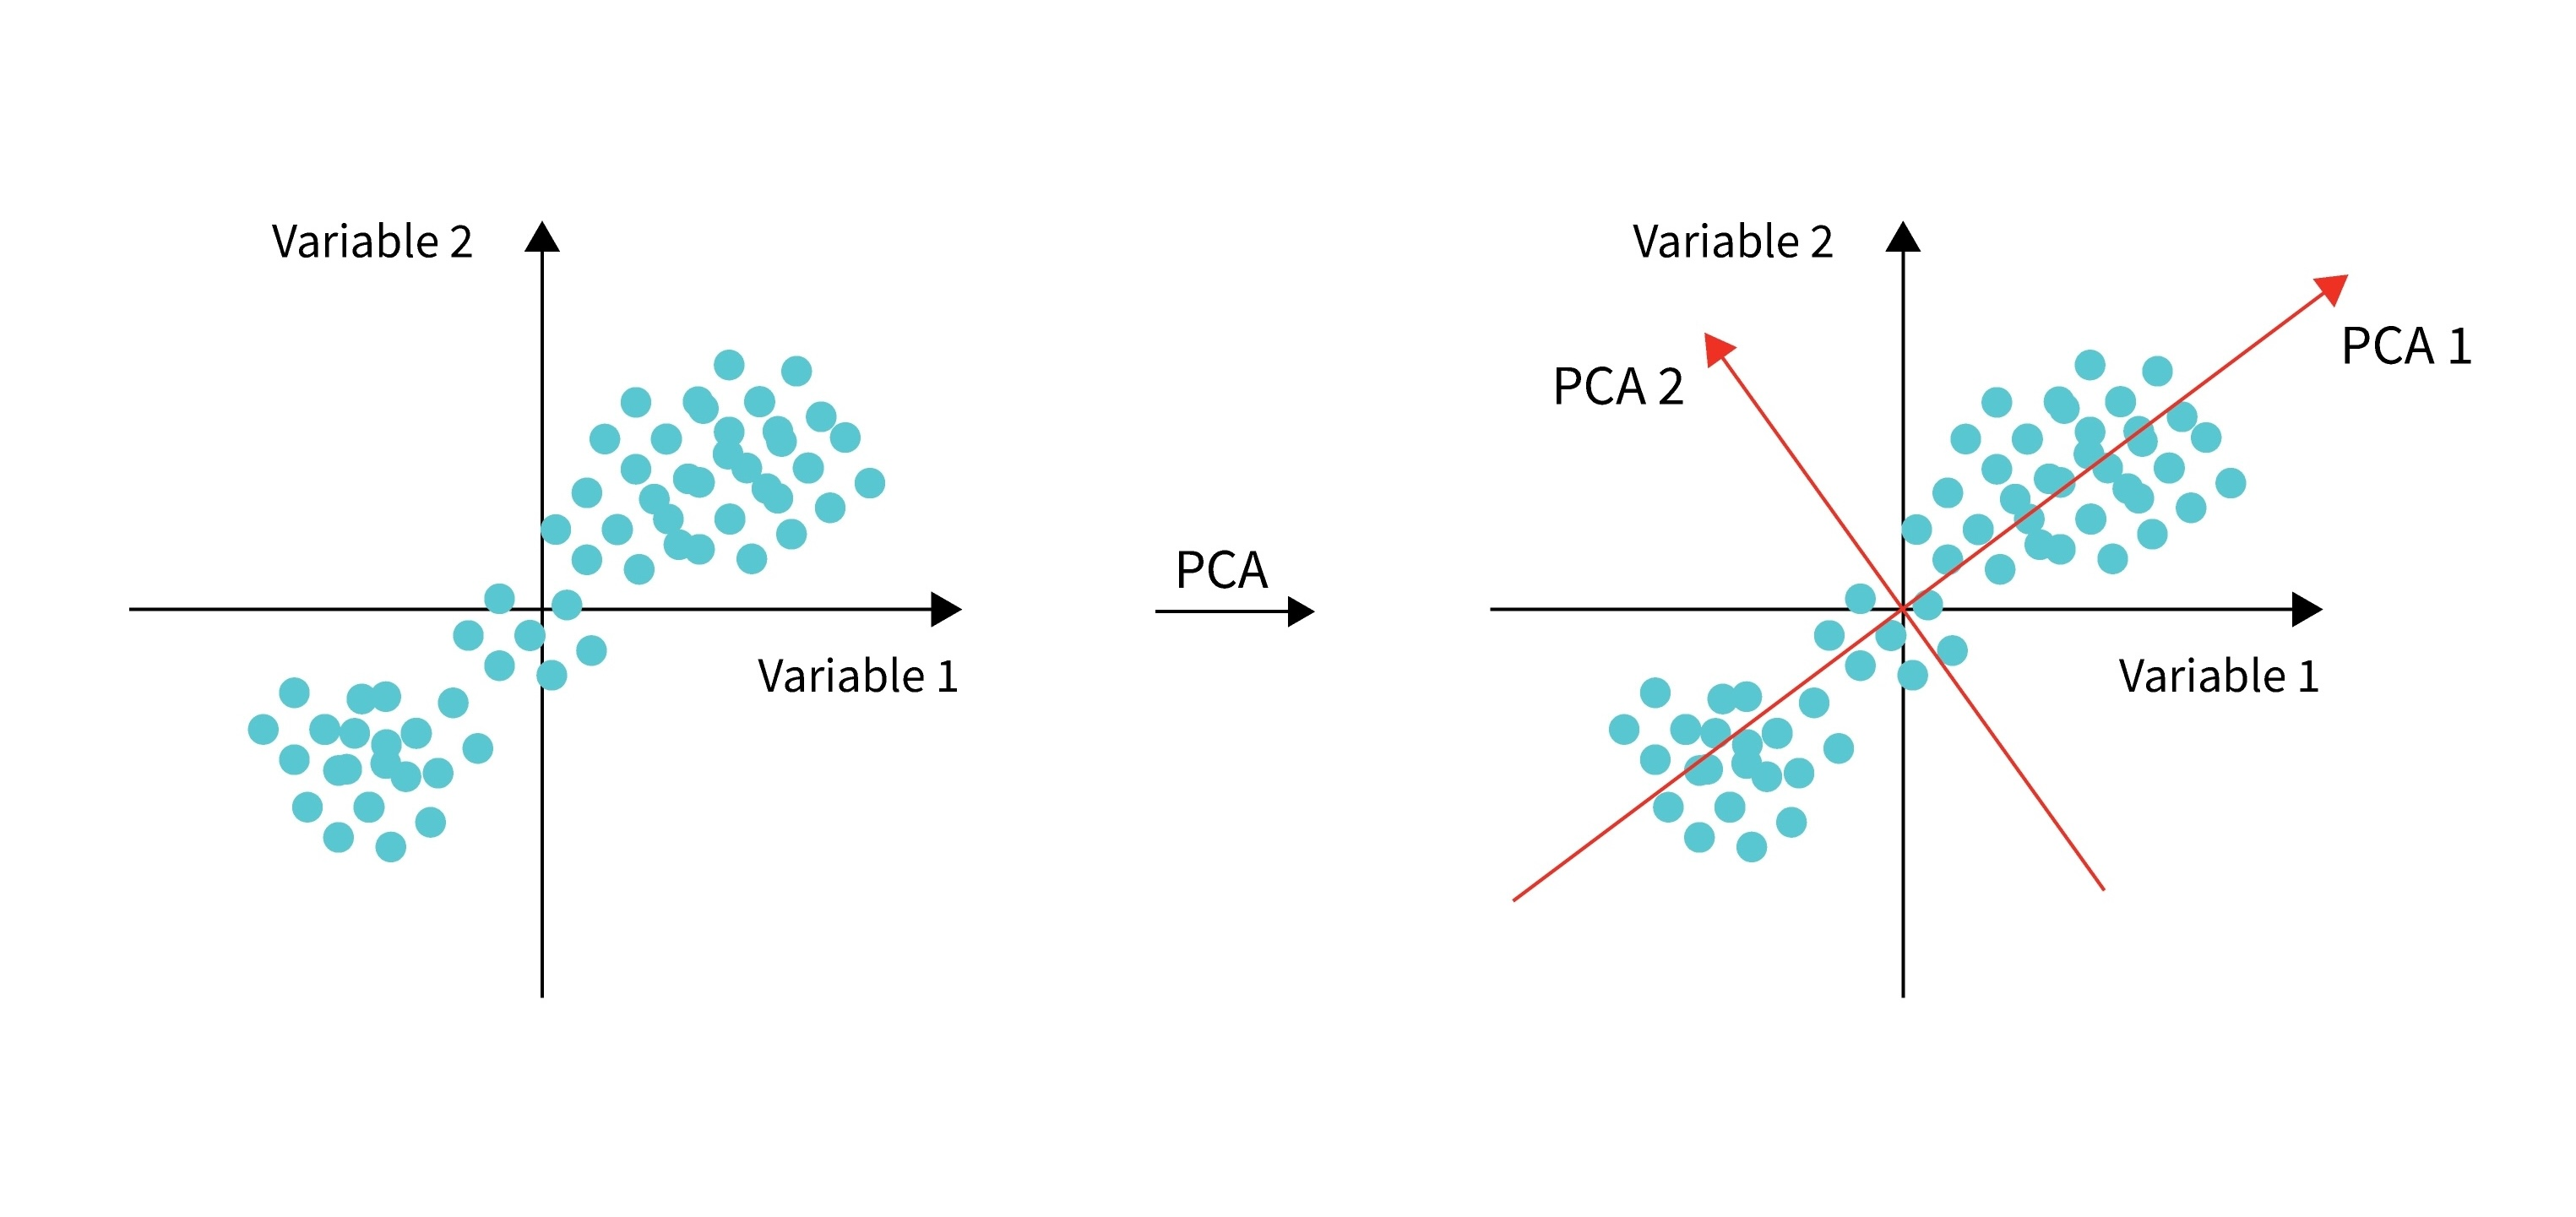 Variable 2
Variable 1
PCA
Variable 2
PCA 1
PCA 2
Variable 1